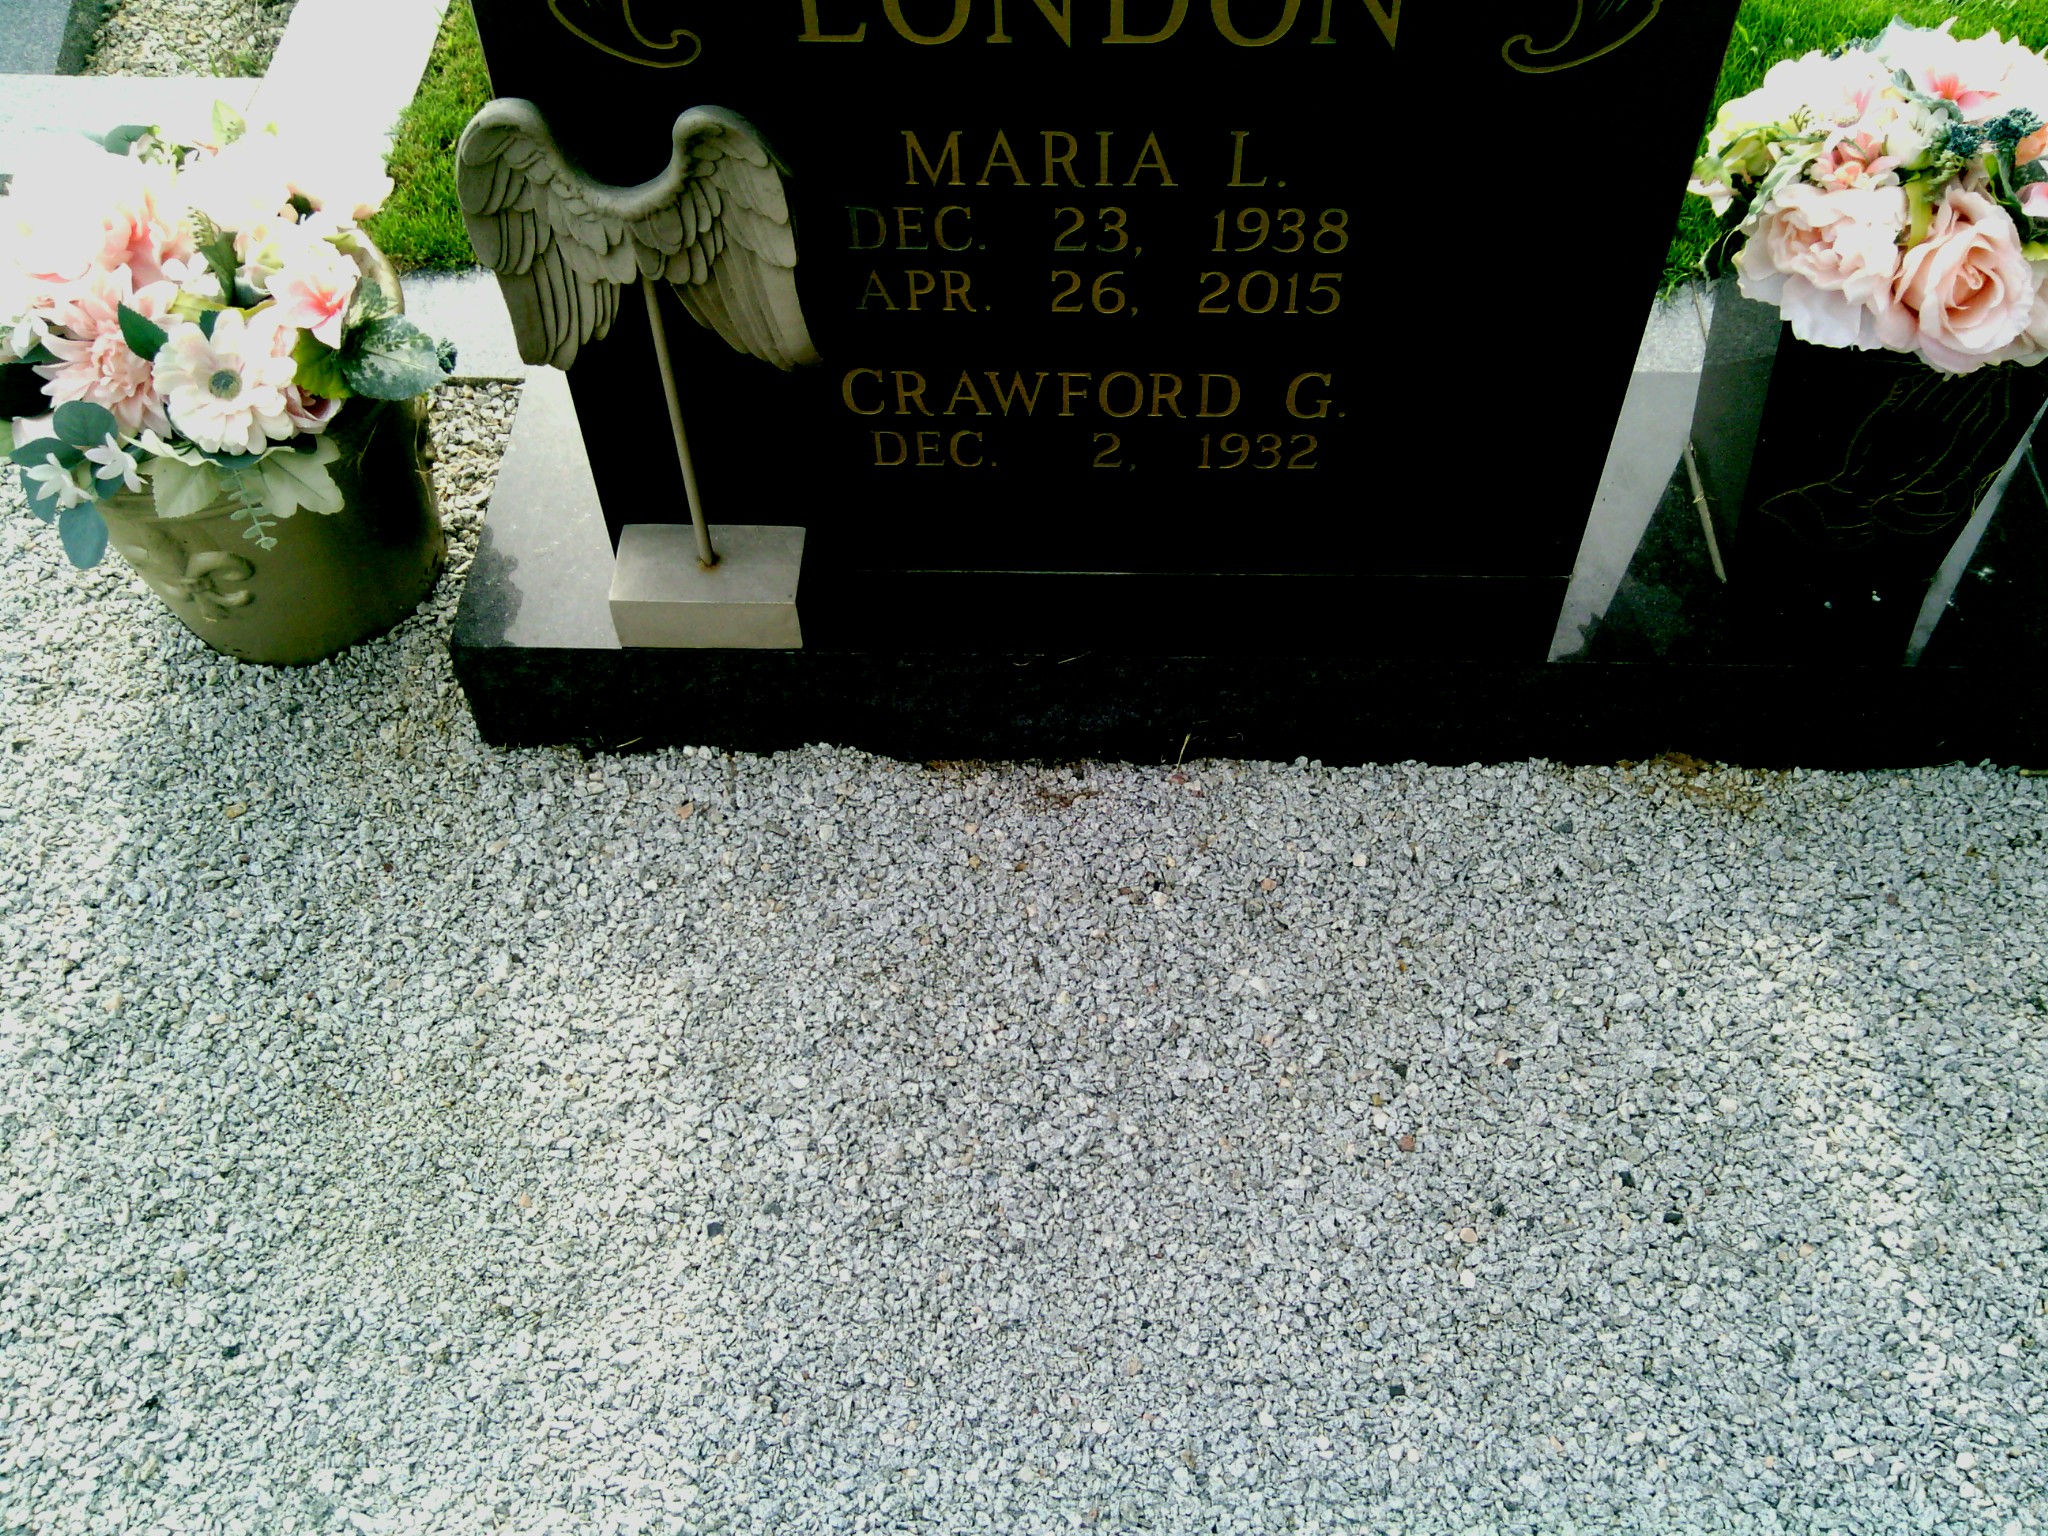 LONDON
MARIA L.
DEC. 23, 1938
APR. 26, 2015
CRAWFORD G.
DEC. 2, 1932